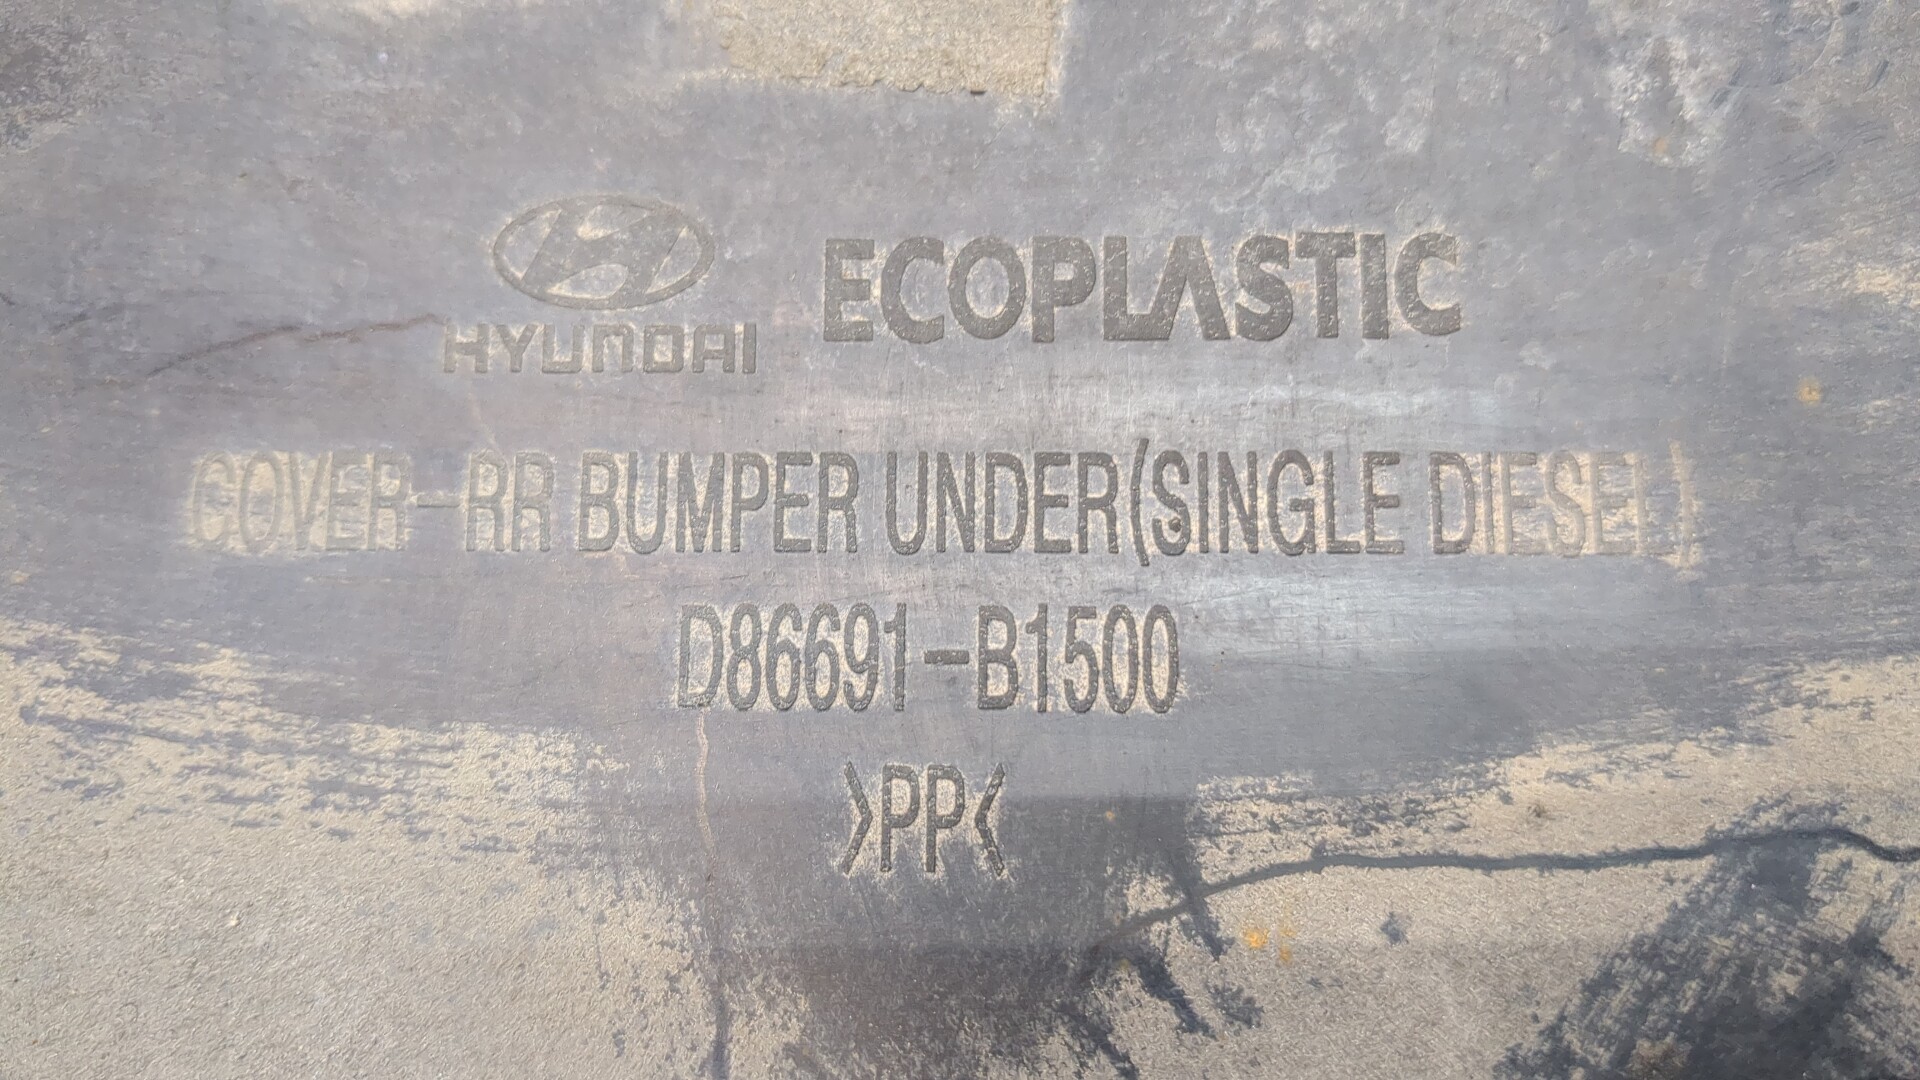 HYUNDAI ECOPLASTIC
COVER-RR BUMPER UNDER(SINGLE DIESEL)
D86691-B1500
>PP<